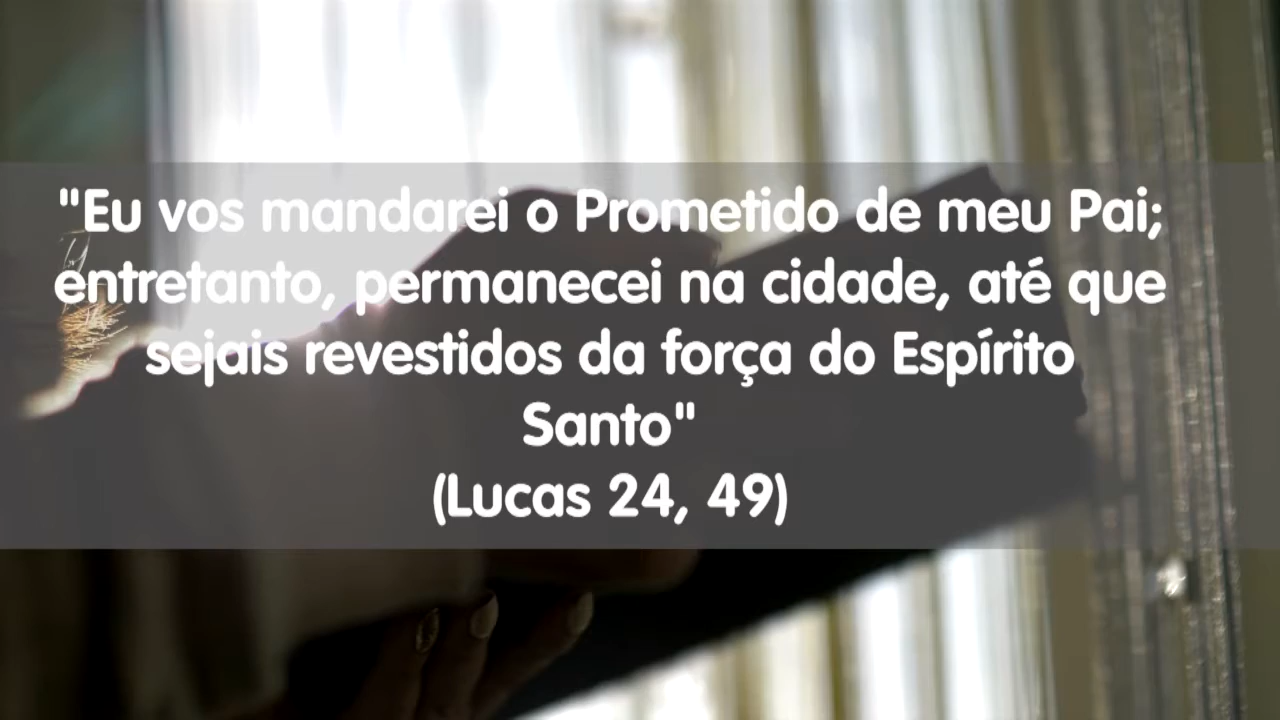 "Eu vos mandarei o Prometido de meu Pai;
entretanto, permanecei na cidade, até que
sejais revestidos da força do Espírito
Santo"
(Lucas 24, 49)